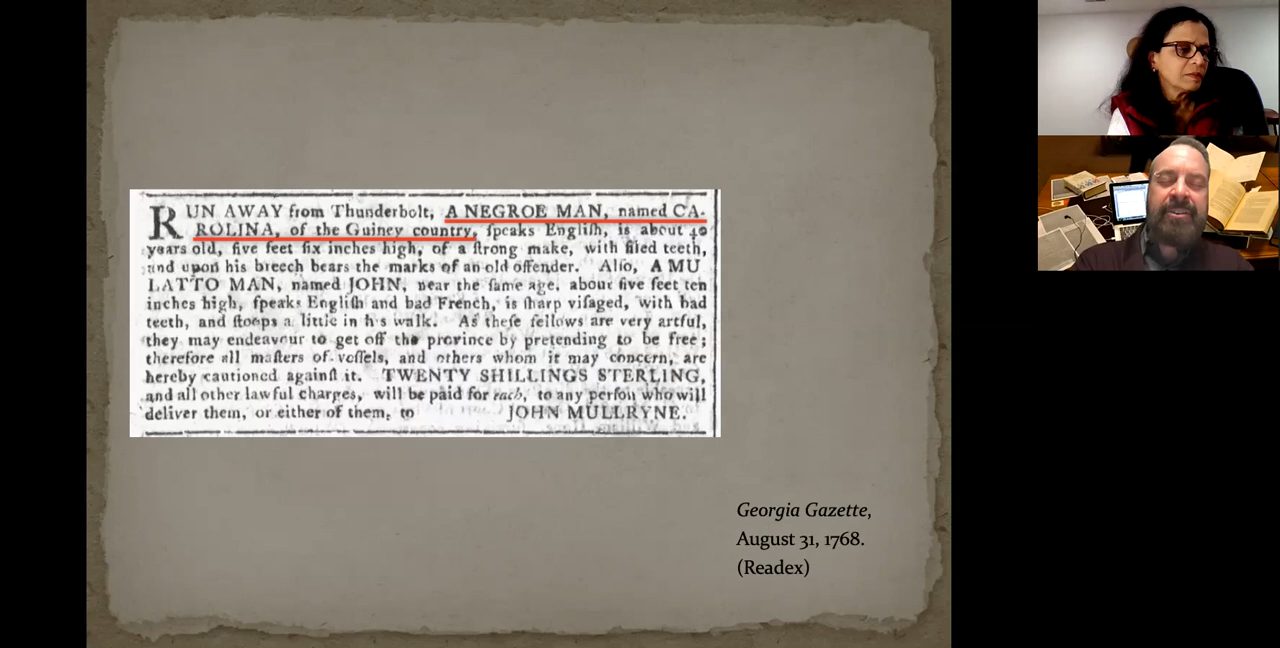 RUN AWAY from Thunderbolt, A NEGROE MAN, named CA-
ROLINA, of the Guiney country, ſpeaks Engliſh, is about 40
years old, five feet ſix inches high, of a ſtrong make, with filed teeth,
and upon his breech bears the marks of an old offender. Alſo, A MU
LATTO MAN, named JOHN, near the ſame age, about five feet ten
inches high, ſpeaks Engliſh and bad French, is ſharp viſaged, with bad
teeth, and ſtoops a little in h s walk. As theſe fellows are very artful,
they may endeavour to get off the province by pretending to be free;
therefore all maſters of veſſels, and others whom it may concern, are
hereby cautioned againſt it. TWENTY SHILLINGS STERLING,
and all other lawful charges, will be paid for each, to any perſon who will
deliver them, or either of them, to JOHN MULLRYNE.
Georgia Gazette,
August 31, 1768.
(Readex)